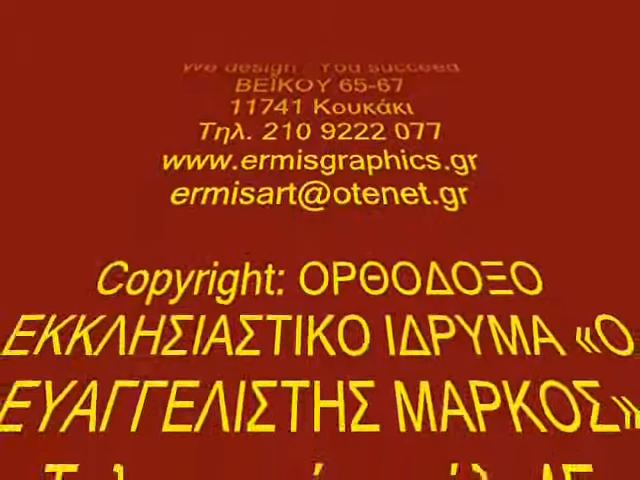 We design You succeed
ΒΕΪΚΟΥ 65-67
11741 Κουκάκι
Τηλ. 210 9222 077
www.ermisgraphics.gr
ermisart@otenet.gr
Copyright: ΟΡΘΟΔΟΞΟ
ΕΚΚΛΗΣΙΑΣΤΙΚΟ ΙΔΡΥΜΑ «Ο
ΕΥΑΓΓΕΛΙΣΤΗΣ ΜΑΡΚΟΣ»